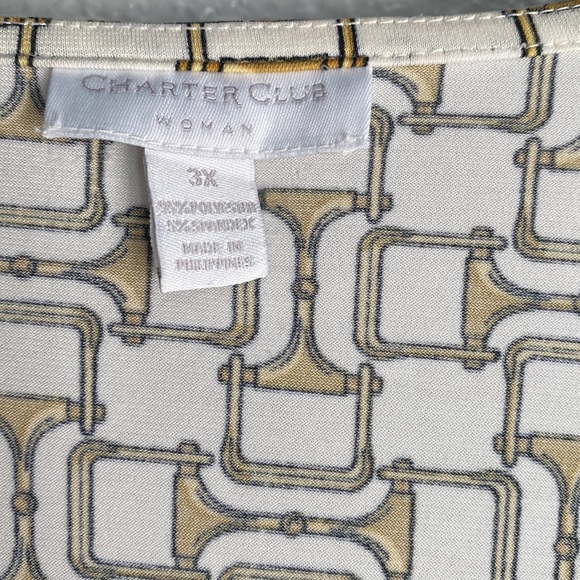 CHARTER CLUB
WOMAN
3X
95%POLYESTER
5%SPANDEX
MADE IN
PHILIPPINES